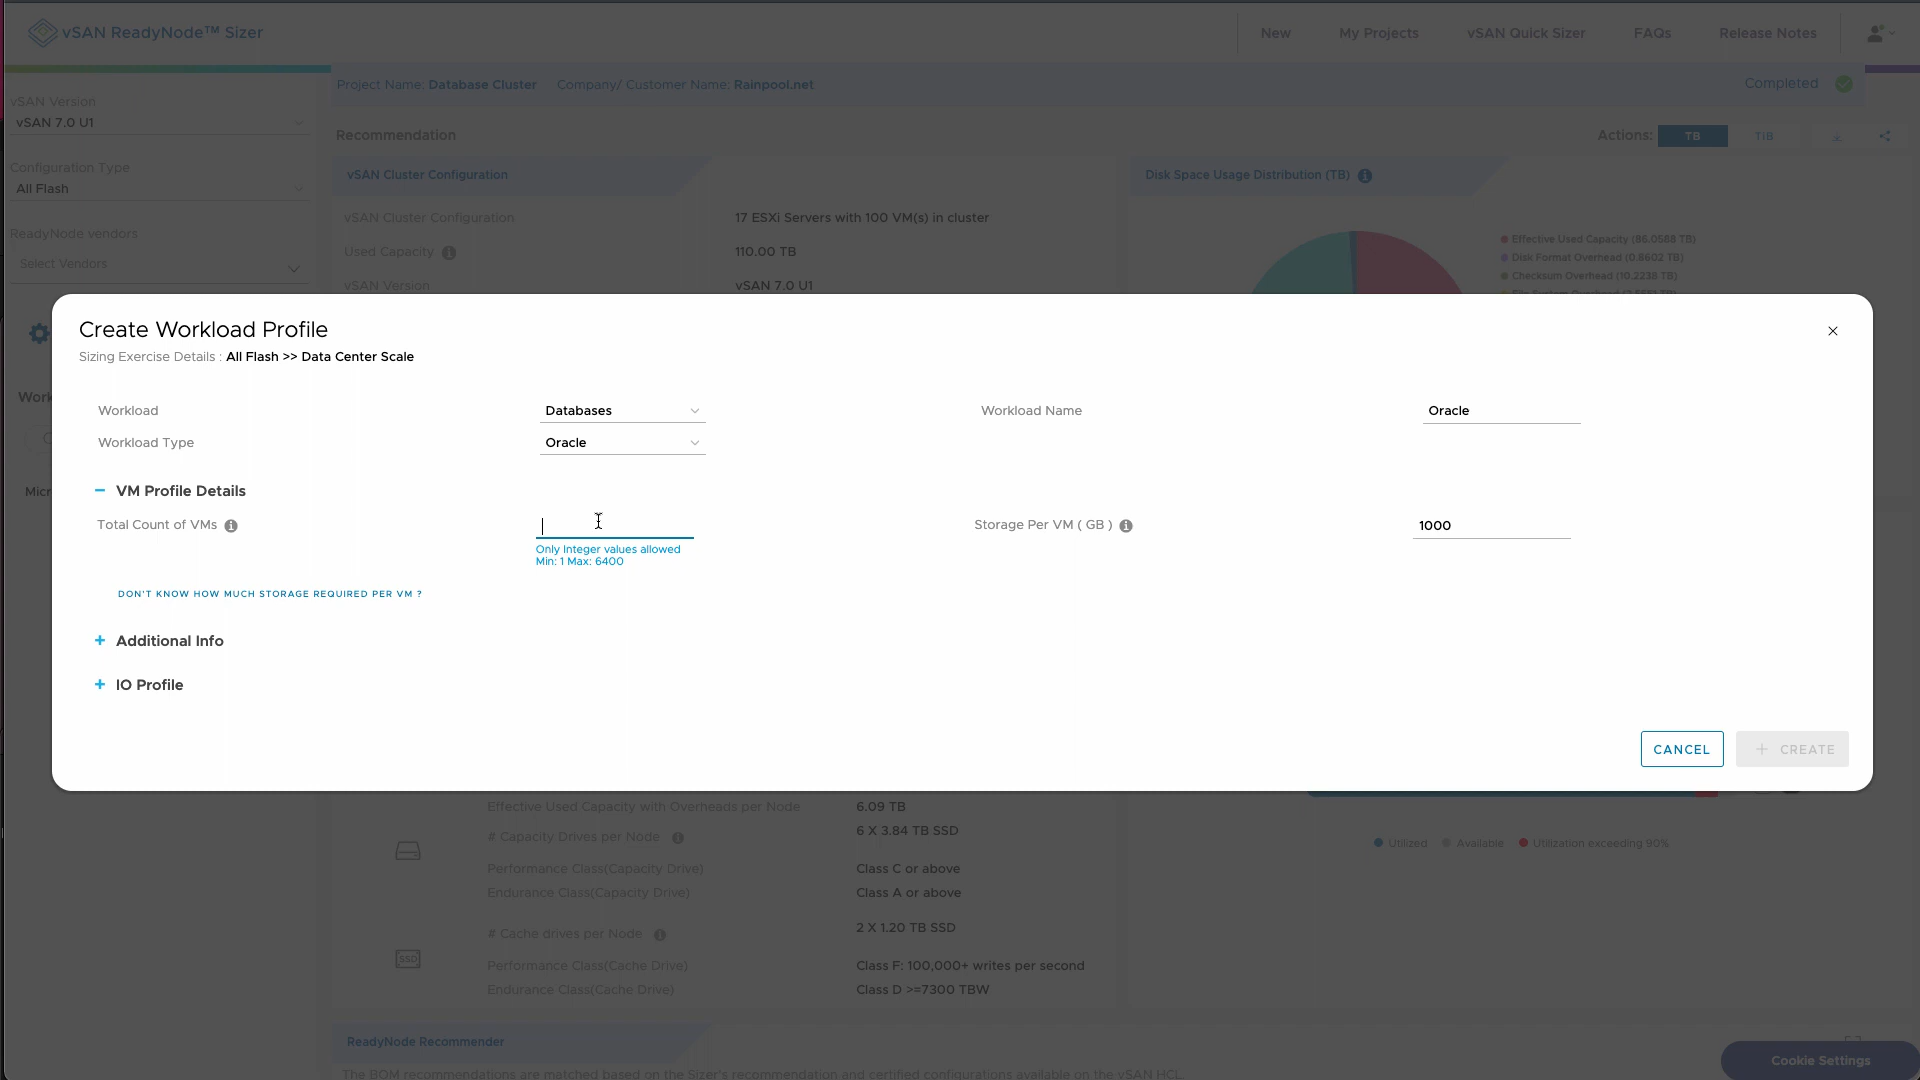 vSAN ReadyNode™ Sizer
New
My Projects
vSAN Quick Sizer
FAQs
Release Notes
Project Name: Database Cluster
Company/ Customer Name: Rainpool.net
Completed
vSAN Version
vSAN 7.0 U1
Configuration Type
All Flash
ReadyNode vendors
Select Vendors
Recommendation
Actions:
TB
TIB
vSAN Cluster Configuration
Disk Space Usage Distribution (TB)
vSAN Cluster Configuration
17 ESXi Servers with 100 VM(s) in cluster
Used Capacity
110.00 TB
vSAN Version
vSAN 7.0 U1
Effective Used Capacity (86.0588 TB)
Disk Format Overhead (0.8602 TB)
Checksum Overhead (10.2238 TB)
Work
Micr
Create Workload Profile
Sizing Exercise Details : All Flash >> Data Center Scale
Workload
Databases
Workload Name
Oracle
Workload Type
Oracle
VM Profile Details
Total Count of VMs
Only Integer values allowed
Min: 1 Max: 6400
Storage Per VM ( GB )
1000
DON'T KNOW HOW MUCH STORAGE REQUIRED PER VM ?
Additional Info
IO Profile
CANCEL
CREATE
Effective Used Capacity with Overheads per Node
6.09 TB
# Capacity Drives per Node
6 X 3.84 TB SSD
Performance Class(Capacity Drive)
Class C or above
Endurance Class(Capacity Drive)
Class A or above
# Cache drives per Node
2 X 1.20 TB SSD
SSD
Performance Class(Cache Drive)
Class F: 100,000+ writes per second
Endurance Class(Cache Drive)
Class D >=7300 TBW
Utilized
Available
Utilization exceeding 90%
ReadyNode Recommender
Cookie Settings
The BOM recommendations are matched based on the Sizer's recommendation and certified configurations available on the vSAN HCL.